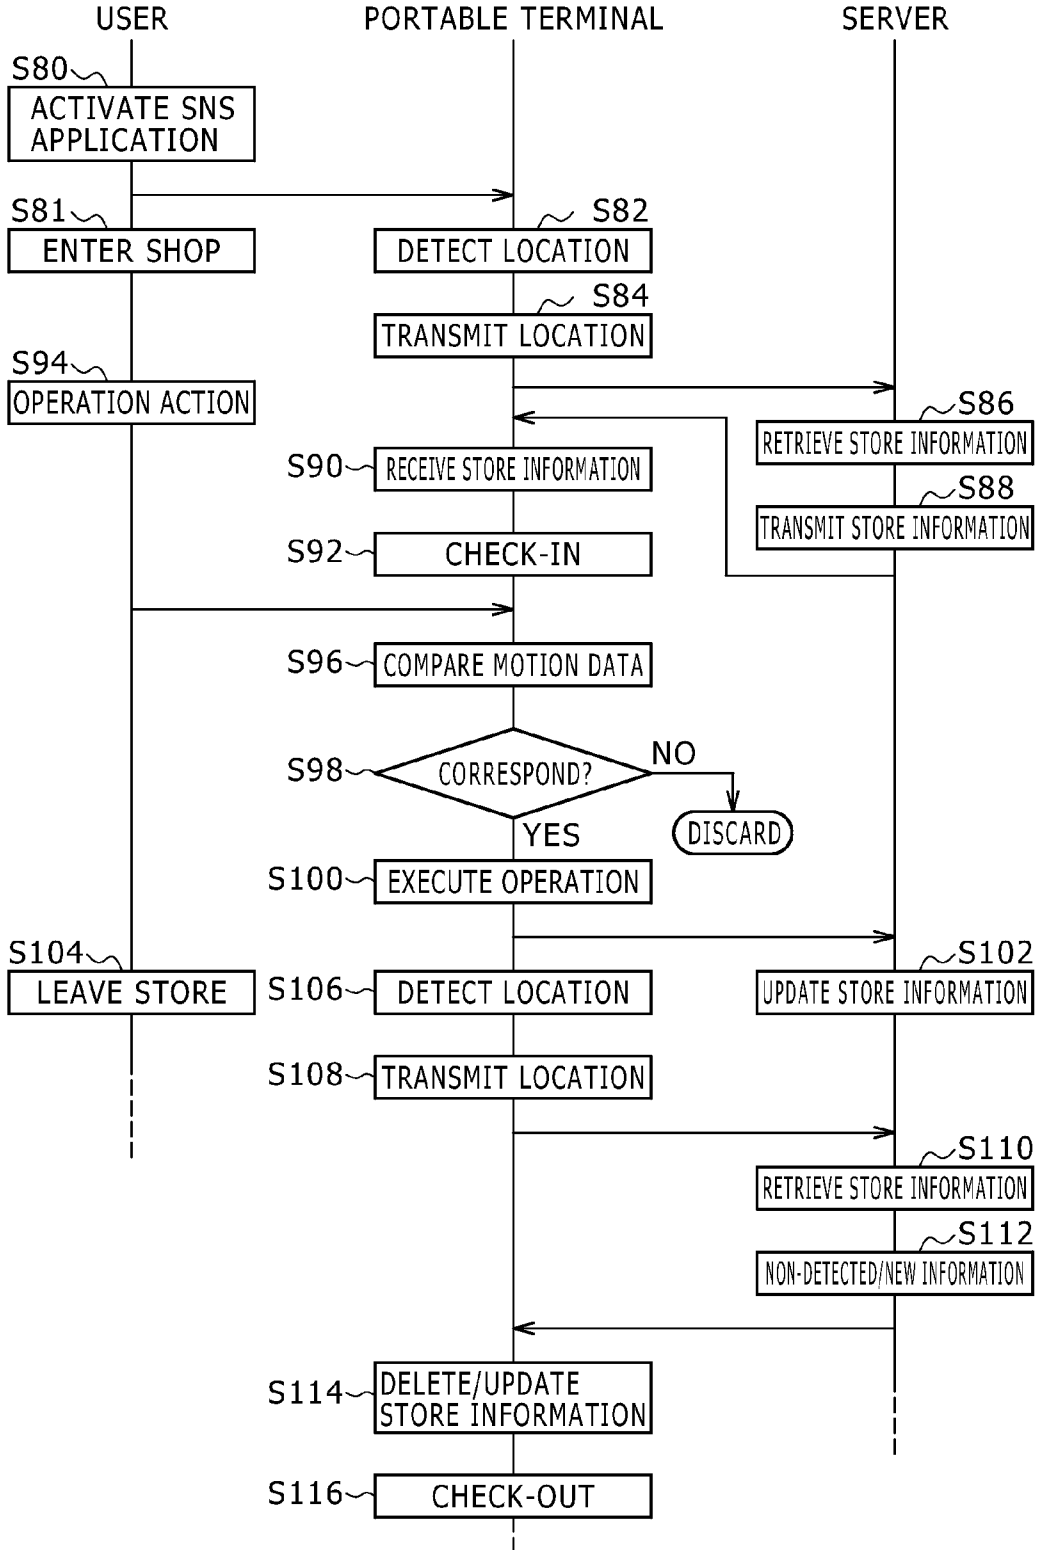 USER
PORTABLE TERMINAL
SERVER
S80
ACTIVATE SNS
APPLICATION
S81
ENTER SHOP
S82
DETECT LOCATION
S84
TRANSMIT LOCATION
S94
OPERATION ACTION
S86
RETRIEVE STORE INFORMATION
S90
RECEIVE STORE INFORMATION
S88
TRANSMIT STORE INFORMATION
S92
CHECK-IN
S96
COMPARE MOTION DATA
S98
CORRESPOND?
NO
DISCARD
YES
S100
EXECUTE OPERATION
S104
LEAVE STORE
S106
DETECT LOCATION
S102
UPDATE STORE INFORMATION
S108
TRANSMIT LOCATION
S110
RETRIEVE STORE INFORMATION
S112
NON-DETECTED/NEW INFORMATION
S114
DELETE/UPDATE
STORE INFORMATION
S116
CHECK-OUT